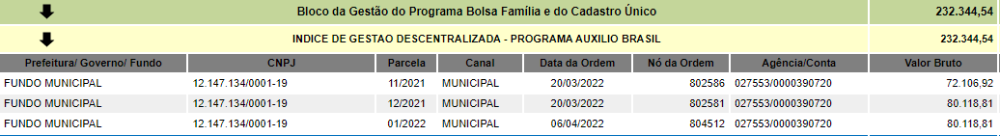 Bloco da Gestão do Programa Bolsa Família e do Cadastro Único 232.344,54
INDICE DE GESTAO DESCENTRALIZADA - PROGRAMA AUXILIO BRASIL 232.344,54
Prefeitura/ Governo/ Fundo CNPJ Parcela Canal Data da Ordem Nó da Ordem Agência/Conta Valor Bruto
FUNDO MUNICIPAL 12.147.134/0001-19 11/2021 MUNICIPAL 20/03/2022 802586 027553/0000390720 72.106,92
FUNDO MUNICIPAL 12.147.134/0001-19 12/2021 MUNICIPAL 20/03/2022 802581 027553/0000390720 80.118,81
FUNDO MUNICIPAL 12.147.134/0001-19 01/2022 MUNICIPAL 06/04/2022 804512 027553/0000390720 80.118,81